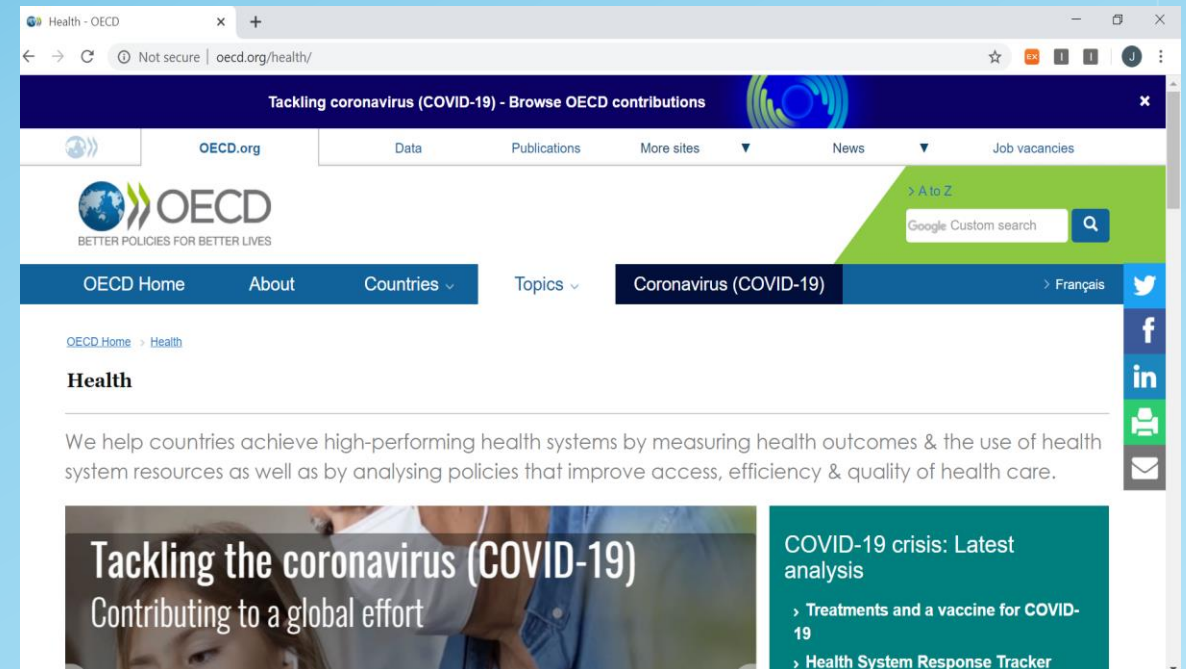 Health - OECD
Not secure | oecd.org/health/
EX
J
Tackling coronavirus (COVID-19) - Browse OECD contributions
OECD.org Data Publications More sites ▼ News ▼ Job vacancies
> A to Z
OECD
Google Custom search
BETTER POLICIES FOR BETTER LIVES
OECD Home About Countries Topics Coronavirus (COVID-19) > Français
OECD Home > Health
Health
We help countries achieve high-performing health systems by measuring health outcomes & the use of health
system resources as well as by analysing policies that improve access, efficiency & quality of health care.
Tackling the coronavirus (COVID-19)
Contributing to a global effort
COVID-19 crisis: Latest
analysis
› Treatments and a vaccine for COVID-
19
› Health System Response Tracker